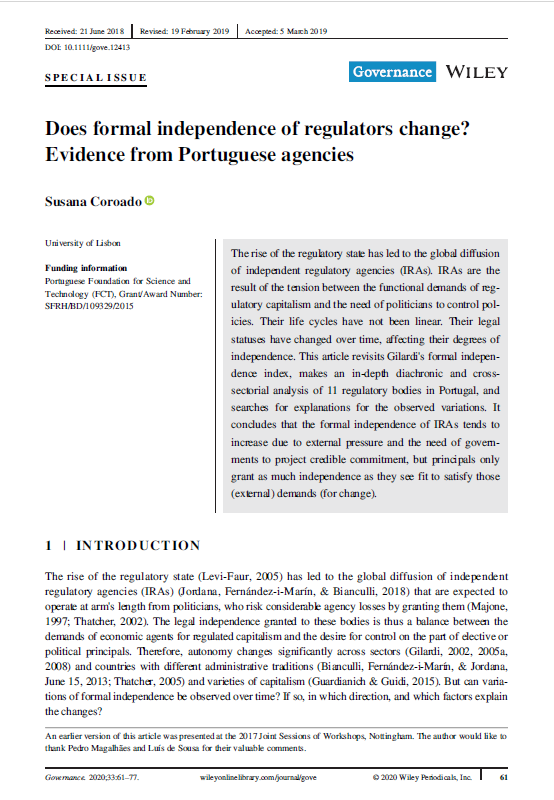 Received: 21 June 2018 | Revised: 19 February 2019 | Accepted: 5 March 2019
DOI: 10.1111/gove.12413
SPECIAL ISSUE
Governance WILEY
Does formal independence of regulators change?
Evidence from Portuguese agencies
Susana Coroado
University of Lisbon
Funding information
Portuguese Foundation for Science and
Technology (FCT), Grant/Award Number:
SFRH/BD/109329/2015
The rise of the regulatory state has led to the global diffusion
of independent regulatory agencies (IRAs). IRAs are the
result of the tension between the functional demands of reg-
ulatory capitalism and the need of politicians to control pol-
icies. Their life cycles have not been linear. Their legal
statuses have changed over time, affecting their degrees of
independence. This article revisits Gilardi's formal indepen-
dence index, makes an in-depth diachronic and cross-
sectorial analysis of 11 regulatory bodies in Portugal, and
searches for explanations for the observed variations. It
concludes that the formal independence of IRAs tends to
increase due to external pressure and the need of govern-
ments to project credible commitment, but principals only
grant as much independence as they see fit to satisfy those
(external) demands (for change).
1 | INTRODUCTION
The rise of the regulatory state (Levi-Faur, 2005) has led to the global diffusion of independent
regulatory agencies (IRAs) (Jordana, Fernández-i-Marín, & Bianculli, 2018) that are expected to
operate at arm's length from politicians, who risk considerable agency losses by granting them (Majone,
1997; Thatcher, 2002). The legal independence granted to these bodies is thus a balance between the
demands of economic agents for regulated capitalism and the desire for control on the part of elective or
political principals. Therefore, autonomy changes significantly across sectors (Gilardi, 2002, 2005a,
2008) and countries with different administrative traditions (Bianculli, Fernández-i-Marín, & Jordana,
June 15, 2013; Thatcher, 2005) and varieties of capitalism (Guardianich & Guidi, 2015). But can varia-
tions of formal independence be observed over time? If so, in which direction, and which factors explain
the changes?
An earlier version of this article was presented at the 2017 Joint Sessions of Workshops, Nottingham. The author would like to
thank Pedro Magalhães and Luís de Sousa for their valuable comments.
Governance. 2020;33:61–77. wileyonlinelibrary.com/journal/gove © 2020 Wiley Periodicals, Inc. | 61